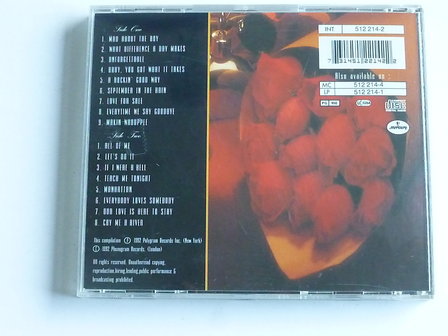 Side One
1. MAD ABOUT THE BOY
2. WHAT DIFFERENCE A DAY MAKES
3. UNFORGETTABLE
4. BABY, YOU GOT WHAT IT TAKES
5. A ROCKIN' GOOD WAY
6. SEPTEMBER IN THE RAIN
7. LOVE FOR SALE
8. EVERYTIME WE SAY GOODBYE
9. MAKIN WHOOPPEE
Side Two
1. ALL OF ME
2. LET'S DO IT
3. IF I WERE A BELL
4. TEACH ME TONIGHT
5. MANHATTAN
6. EVERYBODY LOVES SOMEBODY
7. OUR LOVE IS HERE TO STAY
8. CRY ME A RIVER
This compilation ℗ 1992 Polygram Records Inc. (New York)
© 1992 Phonogram Records. (London)
All rights reserved. Unauthorised copying,
reproduction,hiring,lending,public performance &
broadcasting prohibited.
INT 512 214-2
7 31451 22142
Also available on :
MC 512 214-4
LP 512 214-1
PG 900
LC 0268
mercury